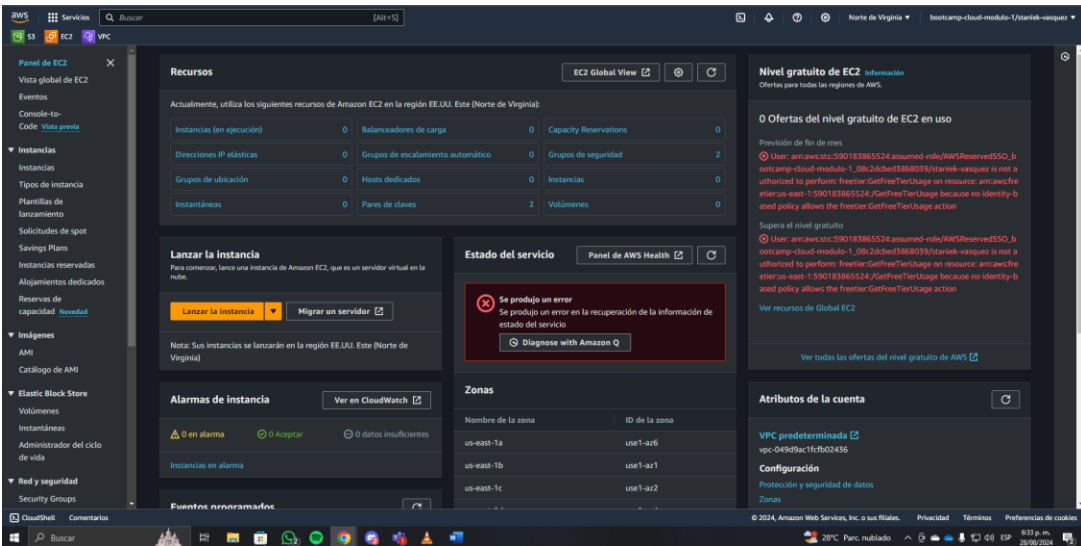 aws
Servicios
Buscar
[Alt+S]
Norte de Virginia
bootcamp-cloud-modulo-1/staniek-vasquez
S3
EC2
VPC
Panel de EC2
Vista global de EC2
Eventos
Console-to-
Code Vista previa
Instancias
Instancias
Tipos de instancia
Plantillas de
lanzamiento
Solicitudes de spot
Savings Plans
Instancias reservadas
Alojamientos dedicados
Reservas de
capacidad Novedad
Imágenes
AMI
Catálogo de AMI
Elastic Block Store
Volúmenes
Instantáneas
Administrador del ciclo
de vida
Red y seguridad
Security Groups
Recursos
EC2 Global View
Actualmente, utiliza los siguientes recursos de Amazon EC2 en la región EE.UU. Este (Norte de Virginia):
Instancias (en ejecución) 0
Balanceadores de carga 0
Capacity Reservations 0
Direcciones IP elásticas 0
Grupos de escalamiento automático 0
Grupos de seguridad 2
Grupos de ubicación 0
Hosts dedicados 0
Instancias 0
Instantáneas 0
Pares de claves 2
Volúmenes 0
Lanzar la instancia
Para comenzar, lance una instancia de Amazon EC2, que es un servidor virtual en la
nube.
Lanzar la instancia
Migrar un servidor
Nota: Sus instancias se lanzarán en la región EE.UU. Este (Norte de
Virginia)
Alarmas de instancia
Ver en CloudWatch
0 en alarma
0 Aceptar
0 datos insuficientes
Instancias en alarma
Eventos programados
Estado del servicio
Panel de AWS Health
Se produjo un error
Se produjo un error en la recuperación de la información de
estado del servicio
Diagnose with Amazon Q
Zonas
Nombre de la zona
ID de la zona
us-east-1a
use1-az6
us-east-1b
use1-az1
us-east-1c
use1-az2
Nivel gratuito de EC2 Información
Ofertas para todas las regiones de AWS.
0 Ofertas del nivel gratuito de EC2 en uso
Previsión de fin de mes
User: arn:aws:sts::590183865524:assumed-role/AWSReservedSSO_b
ootcamp-cloud-modulo-1_08c2dcbed3868039/staniek-vasquez is not a
uthorized to perform: freetier:GetFreeTierUsage on resource: arn:aws:fre
etier:us-east-1:590183865524:/GetFreeTierUsage because no identity-b
ased policy allows the freetier:GetFreeTierUsage action
Supera el nivel gratuito
User: arn:aws:sts::590183865524:assumed-role/AWSReservedSSO_b
ootcamp-cloud-modulo-1_08c2dcbed3868039/staniek-vasquez is not a
uthorized to perform: freetier:GetFreeTierUsage on resource: arn:aws:fre
etier:us-east-1:590183865524:/GetFreeTierUsage because no identity-b
ased policy allows the freetier:GetFreeTierUsage action
Ver recursos de Global EC2
Ver todas las ofertas del nivel gratuito de AWS
Atributos de la cuenta
VPC predeterminada
vpc-049d9ac1fcfb02436
Configuración
Protección y seguridad de datos
Zonas
CloudShell
Comentarios
© 2024, Amazon Web Services, Inc. o sus filiales.
Privacidad
Términos
Preferencias de cookies
Buscar
28°C Parc. nublado
ESP
6:33 p. m.
28/08/2024